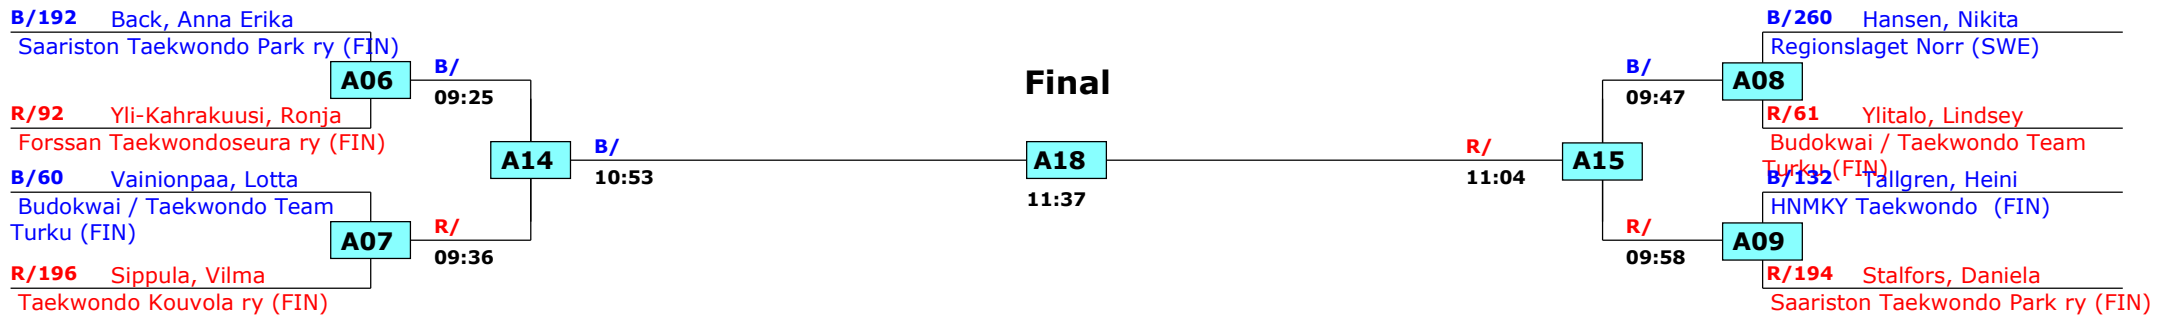 B/192 Back, Anna Erika
Saariston Taekwondo Park ry (FIN)
A06
B/
09:25
R/92 Yli-Kahrakuusi, Ronja
Forssan Taekwondoseura ry (FIN)
A14
B/
10:53
B/60 Vainionpaa, Lotta
Budokwai / Taekwondo Team
Turku (FIN)
A07
R/
09:36
R/196 Sippula, Vilma
Taekwondo Kouvola ry (FIN)
Final
A18
11:37
B/260 Hansen, Nikita
Regionslaget Norr (SWE)
B/
A08
09:47
R/61 Ylitalo, Lindsey
Budokwai / Taekwondo Team
Turku (FIN)
R/
A15
11:04
B/132 Tallgren, Heini
HNMKY Taekwondo (FIN)
R/
A09
09:58
R/194 Stalfors, Daniela
Saariston Taekwondo Park ry (FIN)